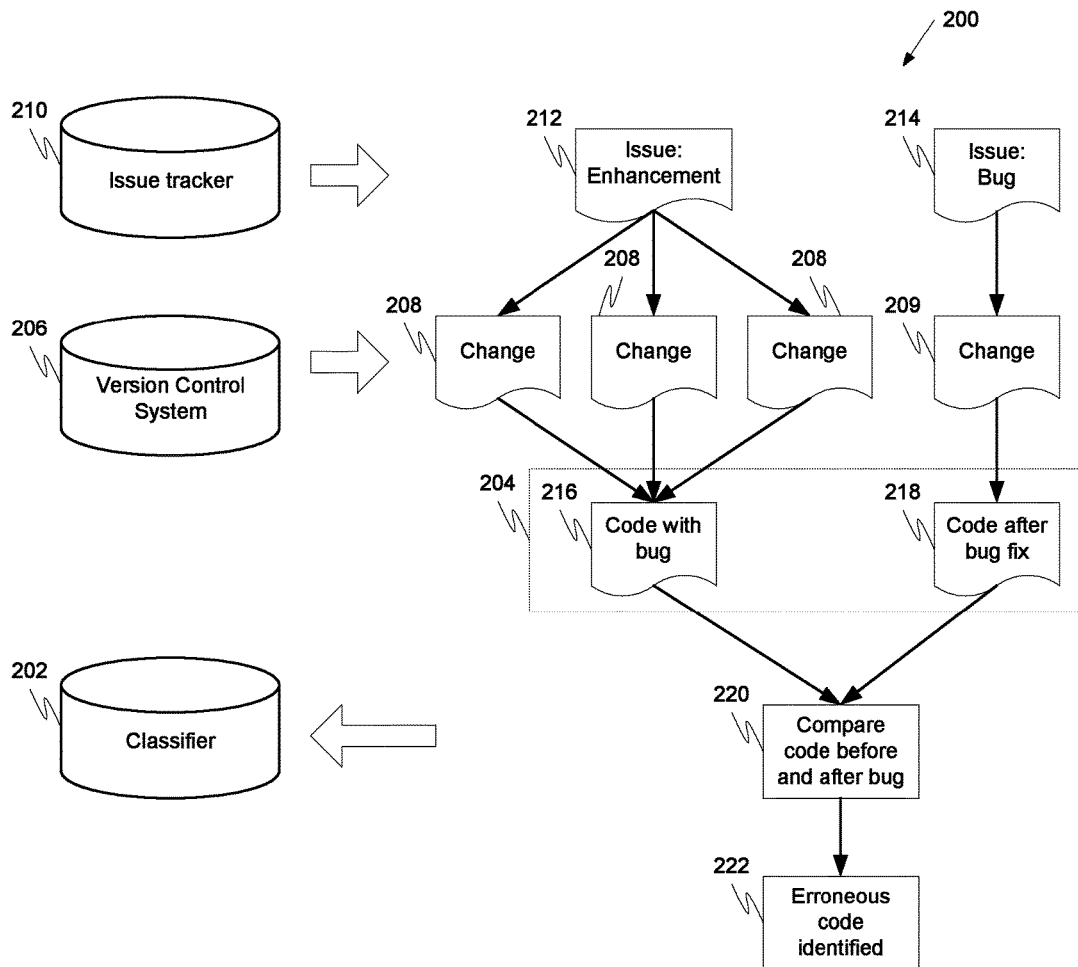 200
210
Issue tracker
212
Issue:
Enhancement
214
Issue:
Bug
206
Version Control
System
208
Change
208
Change
208
Change
209
Change
204
216
Code with
bug
218
Code after
bug fix
202
Classifier
220
Compare
code before
and after bug
222
Erroneous
code
identified